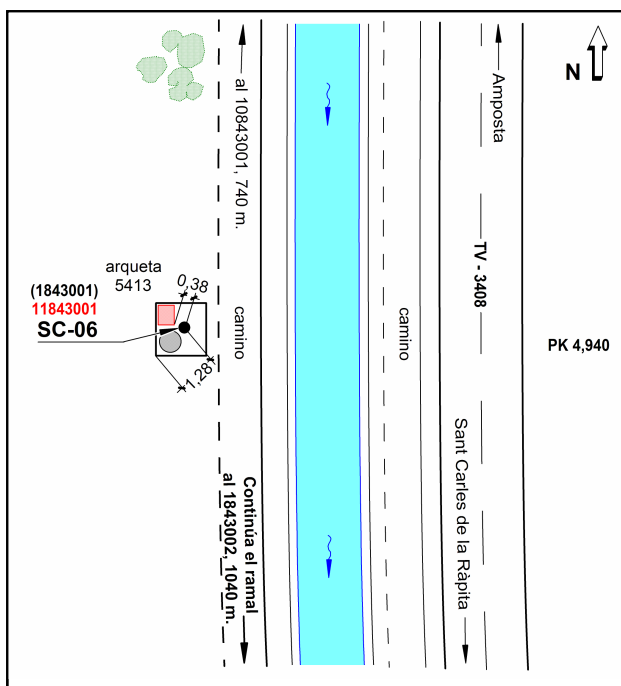 N
al 10843001, 740 m.
Amposta
arqueta
5413
0,38
(1843001)
11843001
SC-06
1,28
camino
camino
TV - 3408
PK 4,940
Continúa el ramal
al 1843002, 1040 m.
Sant Carles de la Ràpita